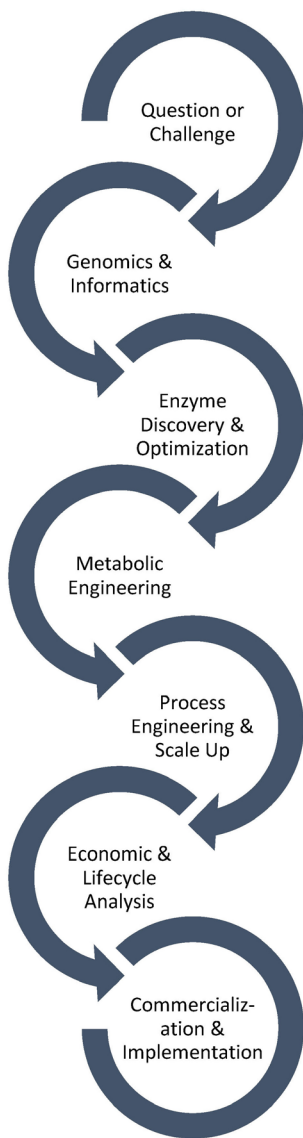 Question or
Challenge
Genomics &
Informatics
Enzyme
Discovery &
Optimization
Metabolic
Engineering
Process
Engineering &
Scale Up
Economic &
Lifecycle
Analysis
Commercializ-
ation &
Implementation